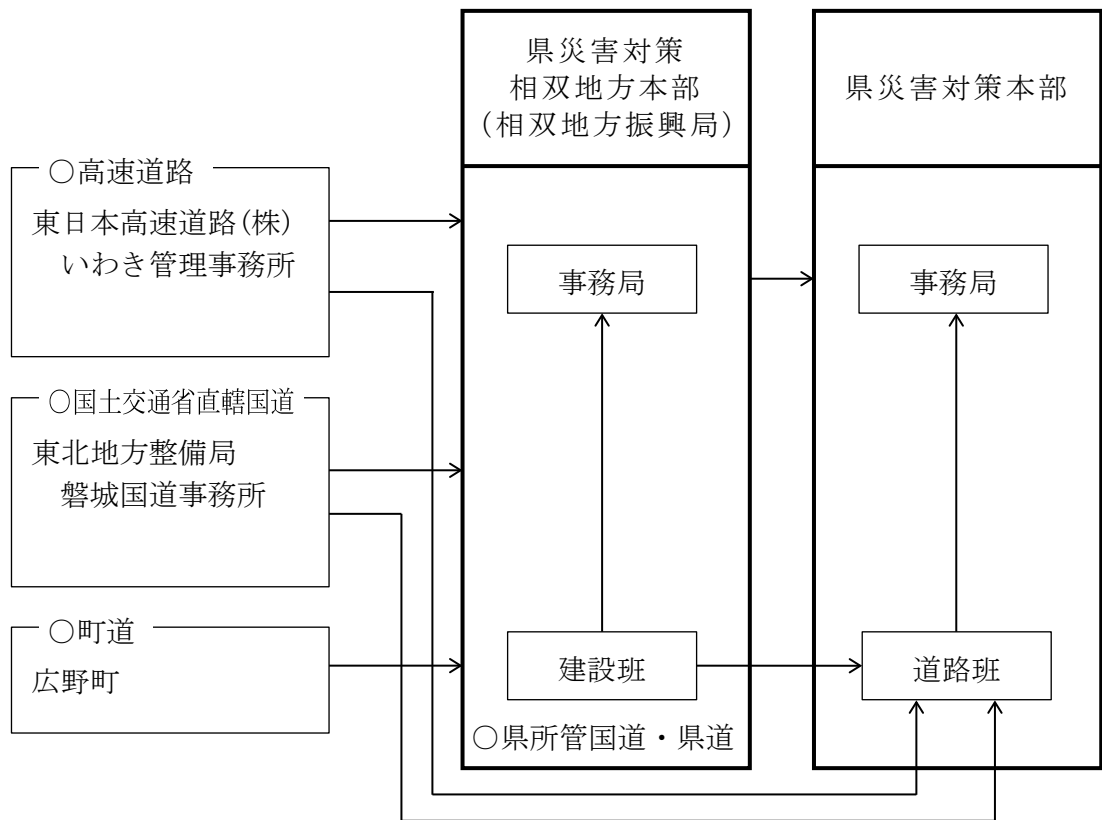 県災害対策
相双地方本部
(相双地方振興局)
県災害対策本部
○高速道路
東日本高速道路(株)
いわき管理事務所
事務局
事務局
○国土交通省直轄国道
東北地方整備局
磐城国道事務所
○町道
広野町
建設班
道路班
○県所管国道・県道